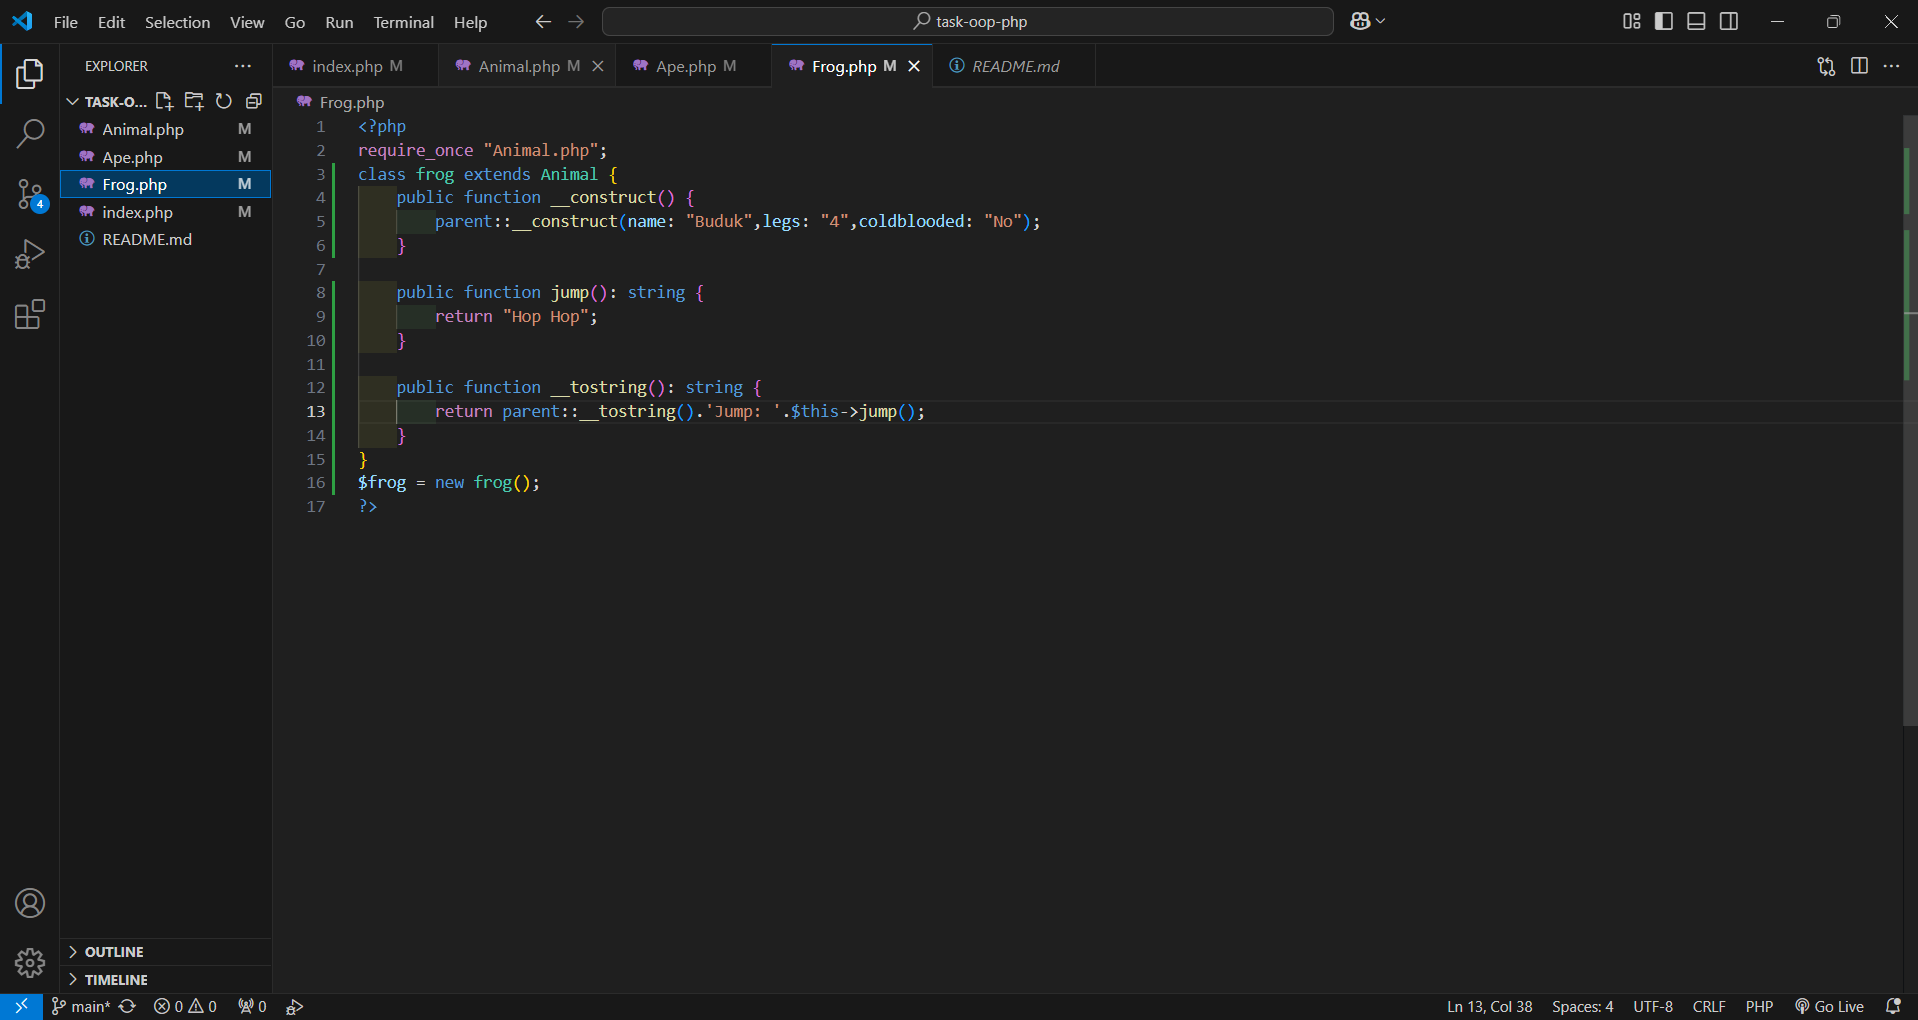 File Edit Selection View Go Run Terminal Help
task-oop-php
EXPLORER
index.php M
Animal.php M
Ape.php M
Frog.php M
README.md
TASK-O...
Animal.php M
Ape.php M
Frog.php M
index.php M
README.md
4
Frog.php
1 <?php
2 require_once "Animal.php";
3 class frog extends Animal {
4 public function __construct() {
5 parent::__construct(name: "Buduk",legs: "4",coldblooded: "No");
6 }
7
8 public function jump(): string {
9 return "Hop Hop";
10 }
11
12 public function __tostring(): string {
13 return parent::__tostring().'Jump: '.$this->jump();
14 }
15 }
16 $frog = new frog();
17 ?>
OUTLINE
TIMELINE
main* 0 0 0 Ln 13, Col 38 Spaces: 4 UTF-8 CRLF PHP Go Live